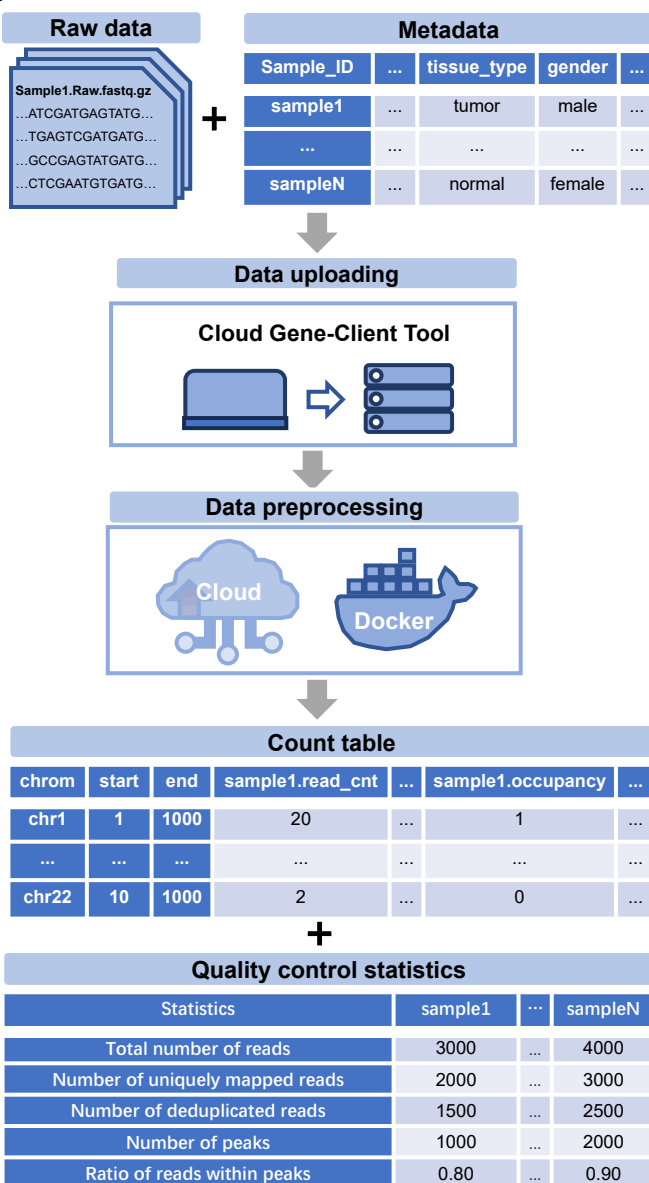 Raw data
Metadata
Sample1.Raw.fastq.gz
…ATCGATGAGTATG…
…TGAGTCGATGATG…
…GCCGAGTATGATG…
…CTCGAATGTGATG…
+
Sample_ID ... tissue_type gender ...
sample1 ... tumor male ...
... ... ... ... ...
sampleN ... normal female ...
Data uploading
Cloud Gene-Client Tool
Data preprocessing
Cloud
Docker
Count table
chrom start end sample1.read_cnt ... sample1.occupancy ...
chr1 1 1000 20 ... 1 ...
... ... ... ... ... ... ...
chr22 10 1000 2 ... 0 ...
+
Quality control statistics
Statistics sample1 ... sampleN
Total number of reads 3000 ... 4000
Number of uniquely mapped reads 2000 ... 3000
Number of deduplicated reads 1500 ... 2500
Number of peaks 1000 ... 2000
Ratio of reads within peaks 0.80 ... 0.90